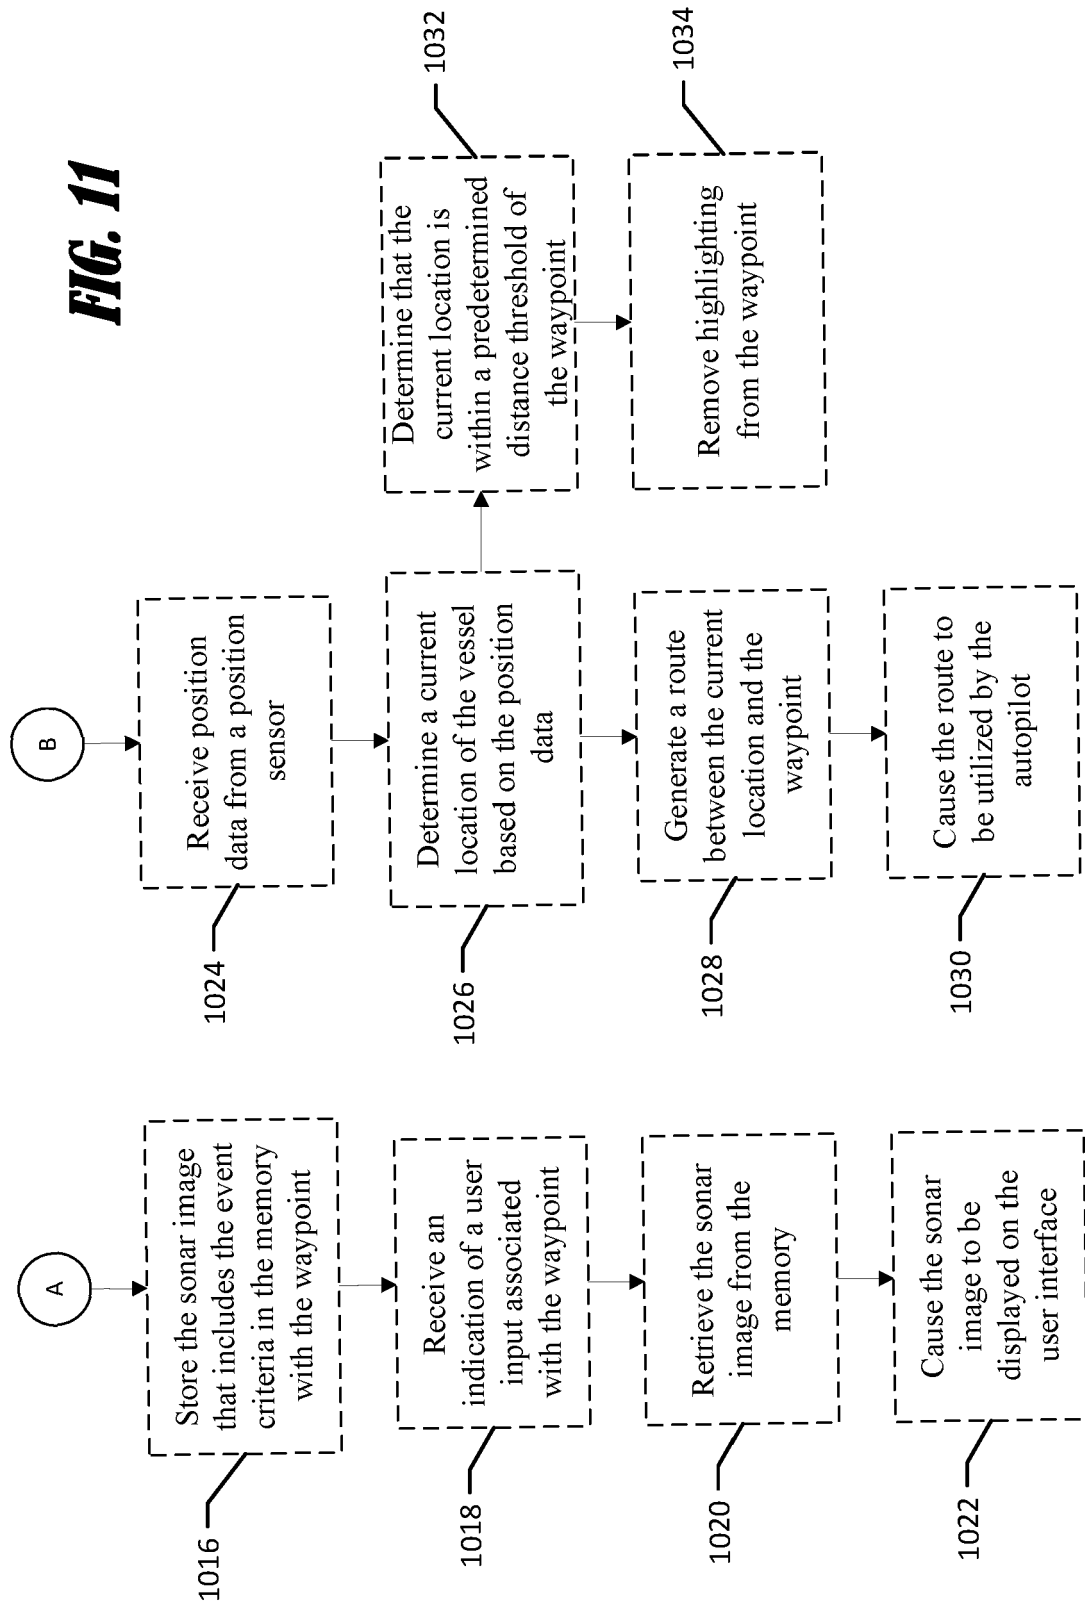 FIG. 11
A
Store the sonar image
that includes the event
criteria in the memory
with the waypoint
1016
Receive an
indication of a user
input associated
with the waypoint
1018
Retrieve the sonar
image from the
memory
1020
Cause the sonar
image to be
displayed on the
user interface
1022
B
Receive position
data from a position
sensor
1024
Determine a current
location of the vessel
based on the position
data
1026
Generate a route
between the current
location and the
waypoint
1028
Cause the route to
be utilized by the
autopilot
1030
Determine that the
current location is
within a predetermined
distance threshold of
the waypoint
1032
Remove highlighting
from the waypoint
1034